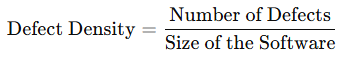 Defect Density = Number of Defects / Size of the Software